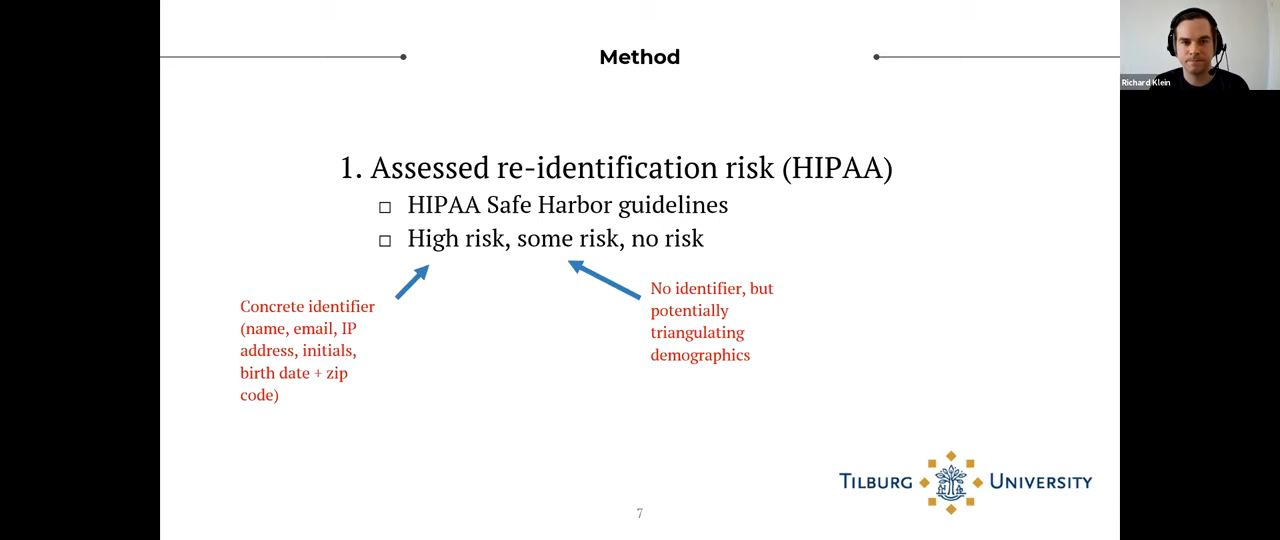 Method
Richard Klein
1. Assessed re-identification risk (HIPAA)
□ HIPAA Safe Harbor guidelines
□ High risk, some risk, no risk
Concrete identifier
(name, email, IP
address, initials,
birth date + zip
code)
No identifier, but
potentially
triangulating
demographics
TILBURG UNIVERSITY
7